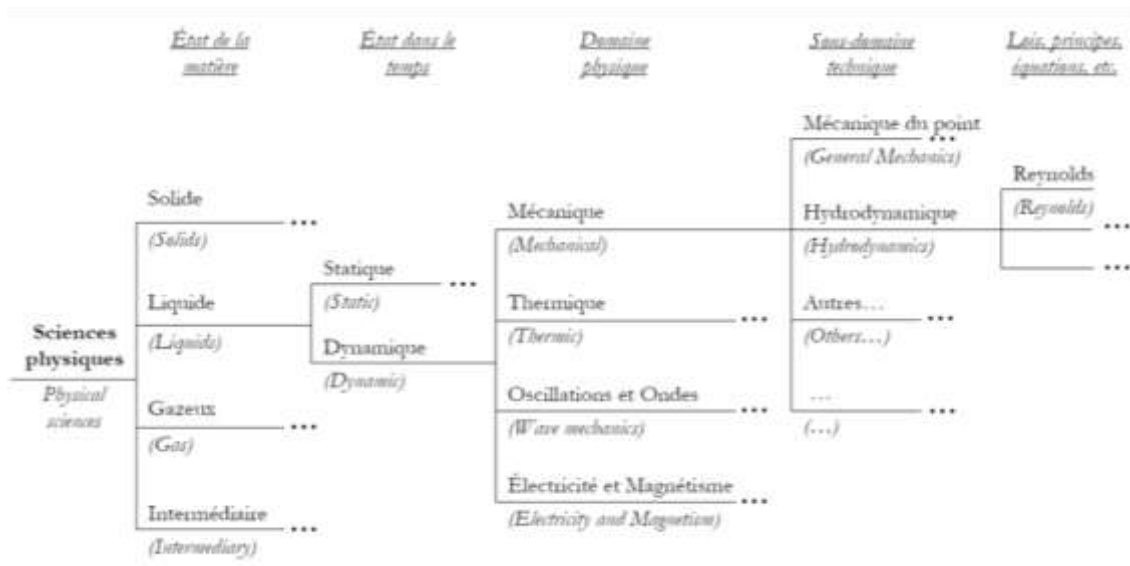 État de la matière
État dans le temps
Domaine physique
Sous-domaine technique
Lois, principes, équations, etc.
Sciences physiques
Physical sciences
Solide ...
(Solids)
Liquide
(Liquids)
Gazeux ...
(Gas)
Intermédiaire ...
(Intermediary)
Statique ...
(Static)
Dynamique
(Dynamic)
Mécanique
(Mechanical)
Thermique ...
(Thermic)
Oscillations et Ondes ...
(Wave mechanics)
Électricité et Magnétisme ...
(Electricity and Magnetism)
Mécanique du point ...
(General Mechanics)
Hydrodynamique
(Hydrodynamics)
Autres… ...
(Others…)
… ...
(…)
Reynolds
(Reynolds)
...
...